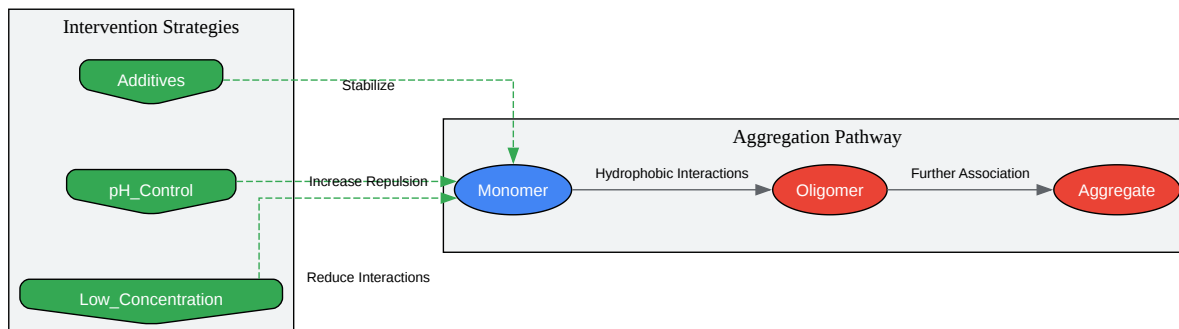 Intervention Strategies
Additives
Stabilize
Aggregation Pathway
pH_Control
Increase Repulsion
Monomer
Hydrophobic Interactions
Oligomer
Further Association
Aggregate
Low_Concentration
Reduce Interactions